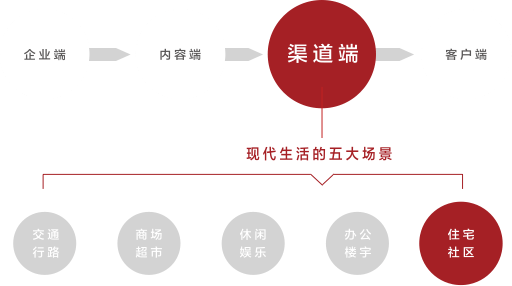 企业端 内容端 渠道端 客户端
现代生活的五大场景
交通 商场 休闲 办公 住宅
行路 超市 娱乐 楼宇 社区